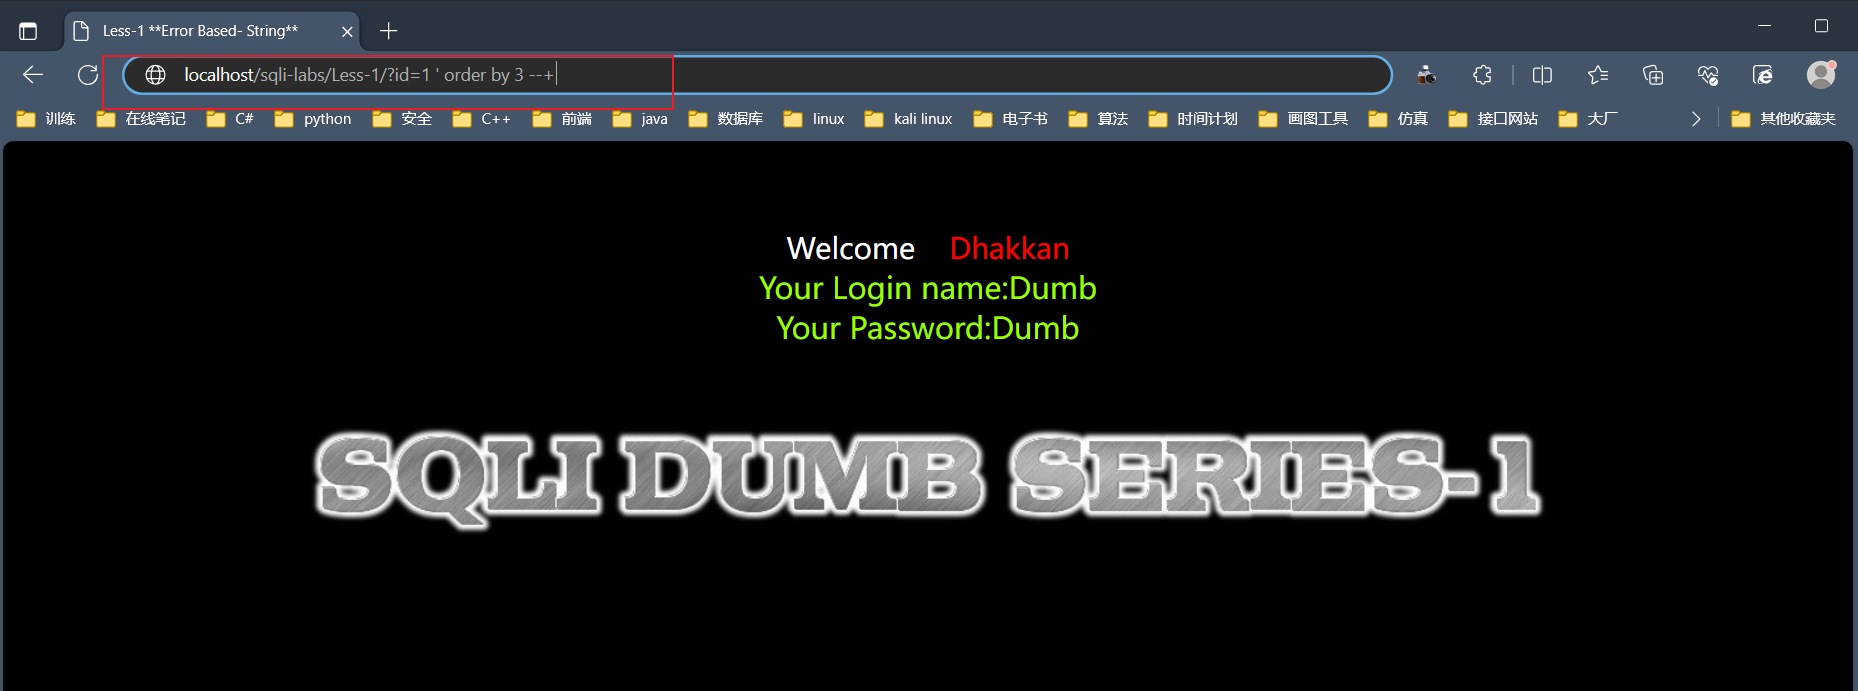 Less-1 **Error Based- String**
localhost/sqli-labs/Less-1/?id=1 ' order by 3 --+
训练 在线笔记 C# python 安全 C++ 前端 java 数据库 linux kali linux 电子书 算法 时间计划 画图工具 仿真 接口网站 大厂 其他收藏夹
Welcome Dhakkan
Your Login name:Dumb
Your Password:Dumb
SQLI DUMB SERIES-1